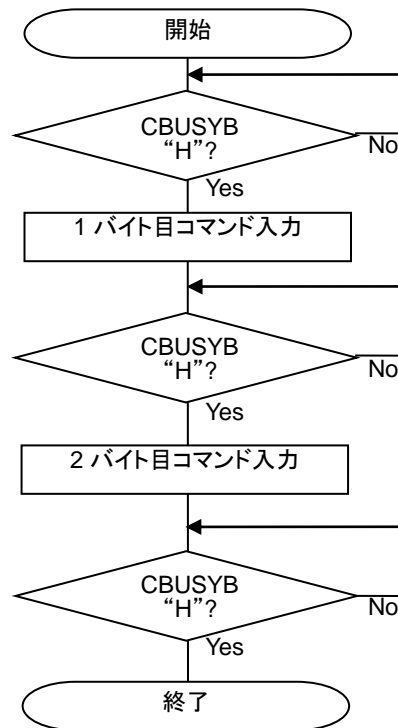 開始
CBUSYB
“H”?
No
Yes
1 バイト目コマンド入力
CBUSYB
“H”?
No
Yes
2 バイト目コマンド入力
CBUSYB
“H”?
No
Yes
終了